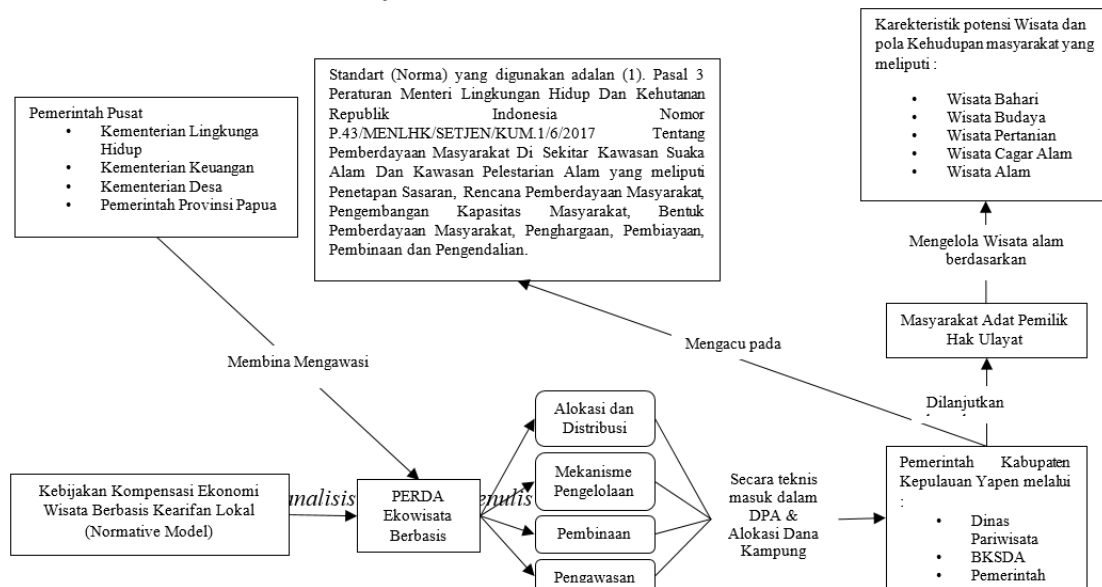 Karekteristik potensi Wisata dan
pola Kehudupan masyarakat yang
meliputi :
• Wisata Bahari
• Wisata Budaya
• Wisata Pertanian
• Wisata Cagar Alam
• Wisata Alam
Standart (Norma) yang digunakan adalan (1). Pasal 3
Peraturan Menteri Lingkungan Hidup Dan Kehutanan
Republik Indonesia Nomor
P.43/MENLHK/SETJEN/KUM.1/6/2017 Tentang
Pemberdayaan Masyarakat Di Sekitar Kawasan Suaka
Alam Dan Kawasan Pelestarian Alam yang meliputi
Penetapan Sasaran, Rencana Pemberdayaan Masyarakat,
Pengembangan Kapasitas Masyarakat, Bentuk
Pemberdayaan Masyarakat, Penghargaan, Pembiayaan,
Pembinaan dan Pengendalian.
Pemerintah Pusat
• Kementerian Lingkunga
Hidup
• Kementerian Keuangan
• Kementerian Desa
• Pemerintah Provinsi Papua
Mengelola Wisata alam
berdasarkan
Masyarakat Adat Pemilik
Hak Ulayat
Mengacu pada
Membina Mengawasi
Dilanjutkan
Alokasi dan
Distribusi
Mekanisme
Pengelolaan
Pembinaan
Pengawasan
Kebijakan Kompensasi Ekonomi
Wisata Berbasis Kearifan Lokal
(Normative Model)
nalisis
enulis
PERDA
Ekowisata
Berbasis
Secara teknis
masuk dalam
DPA &
Alokasi Dana
Kampung
Pemerintah Kabupaten
Kepulauan Yapen melalui
:
• Dinas
Pariwisata
• BKSDA
• Pemerintah